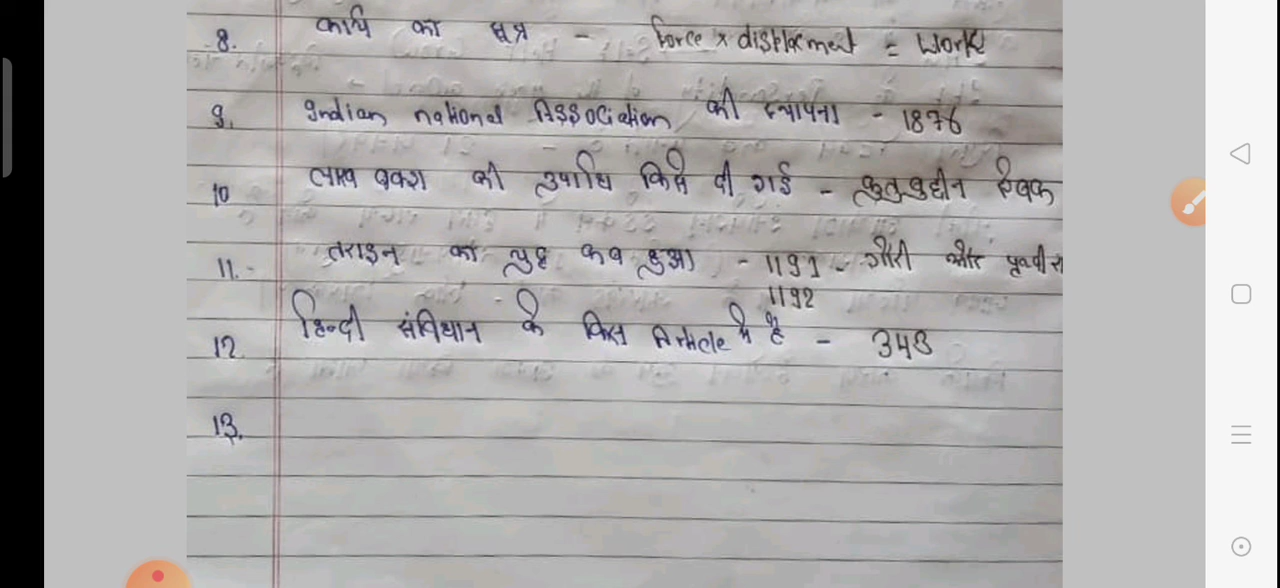 8. कार्य का सूत्र - force x displacment = work
9. Indian national Association की स्थापना - 1876
10 लाख बक्श की उपाधि किसे दी गई - कुतुबुद्दीन ऐबक
11. - तराइन का युद्ध कब हुआ - 1191 - गौरी और पृथ्वीरा
1192
12 हिन्दी संविधान के किस Article मे है - 343
13.